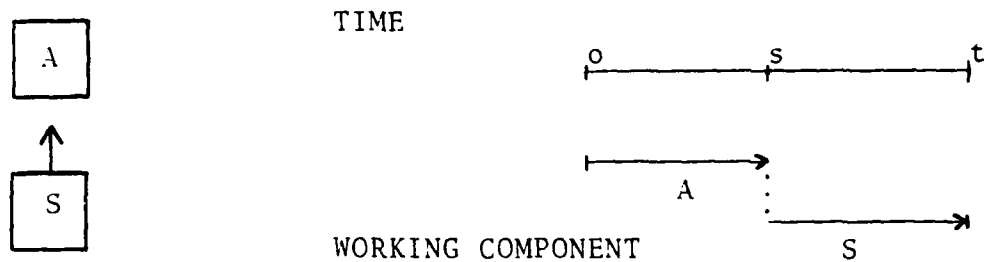 TIME
A
o s t
S
A
WORKING COMPONENT S